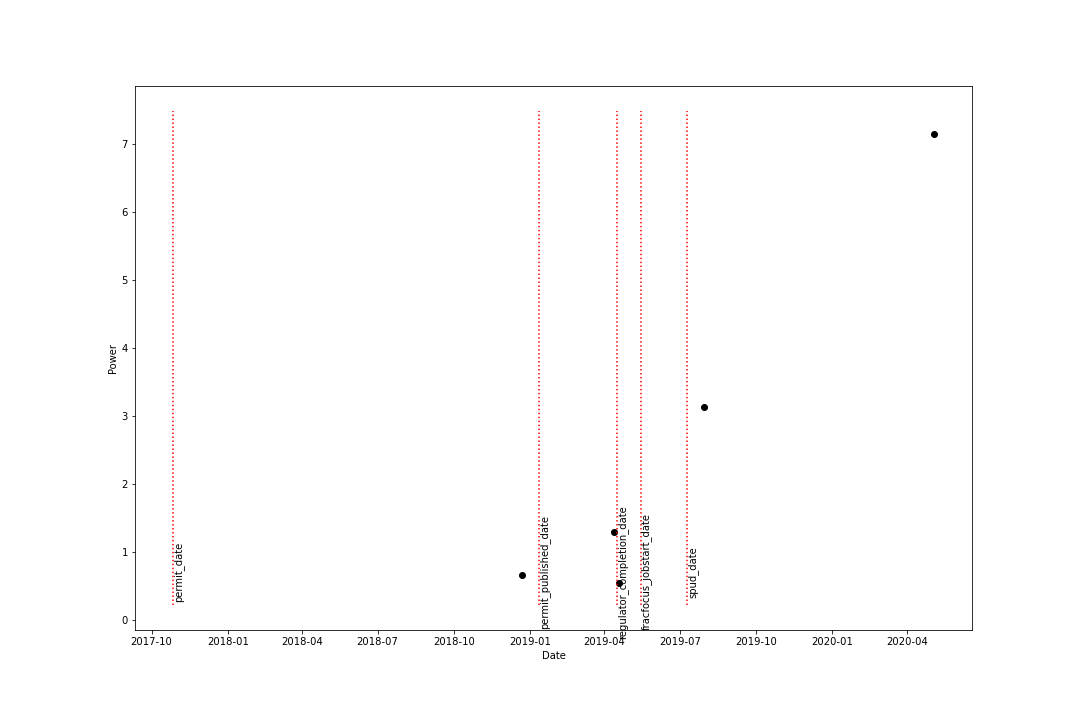 7
6
5
4
3
2
1
0
Power
permit_date
permit_published_date
regulator_completion_date
fracfocus_jobstart_date
spud_date
2017-10
2018-01
2018-04
2018-07
2018-10
2019-01
2019-04
2019-07
2019-10
2020-01
2020-04
Date